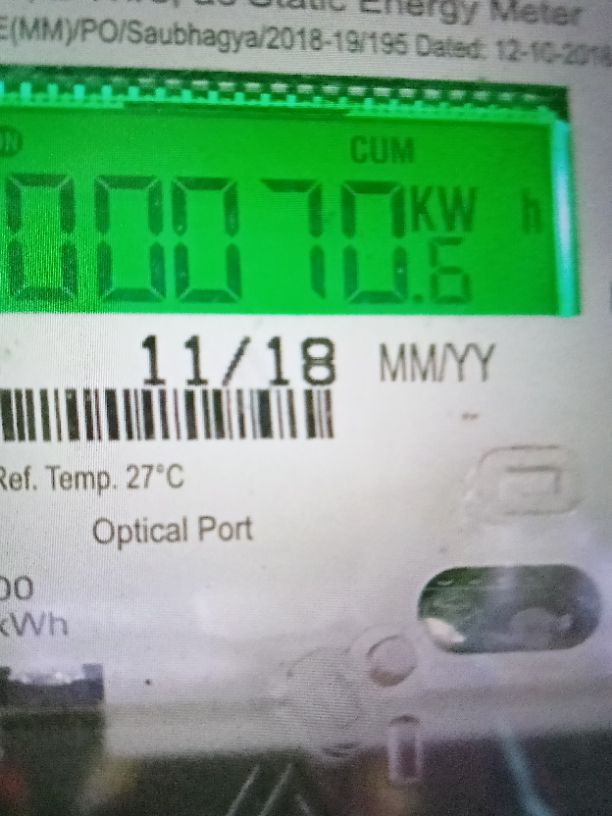 Static Energy Meter
E(MM)/PO/Saubhagya/2018-19/195 Dated: 12-10-2018
CUM
00070.6 KW h
11/18 MM/YY
Ref. Temp. 27°C
Optical Port
00
kWh